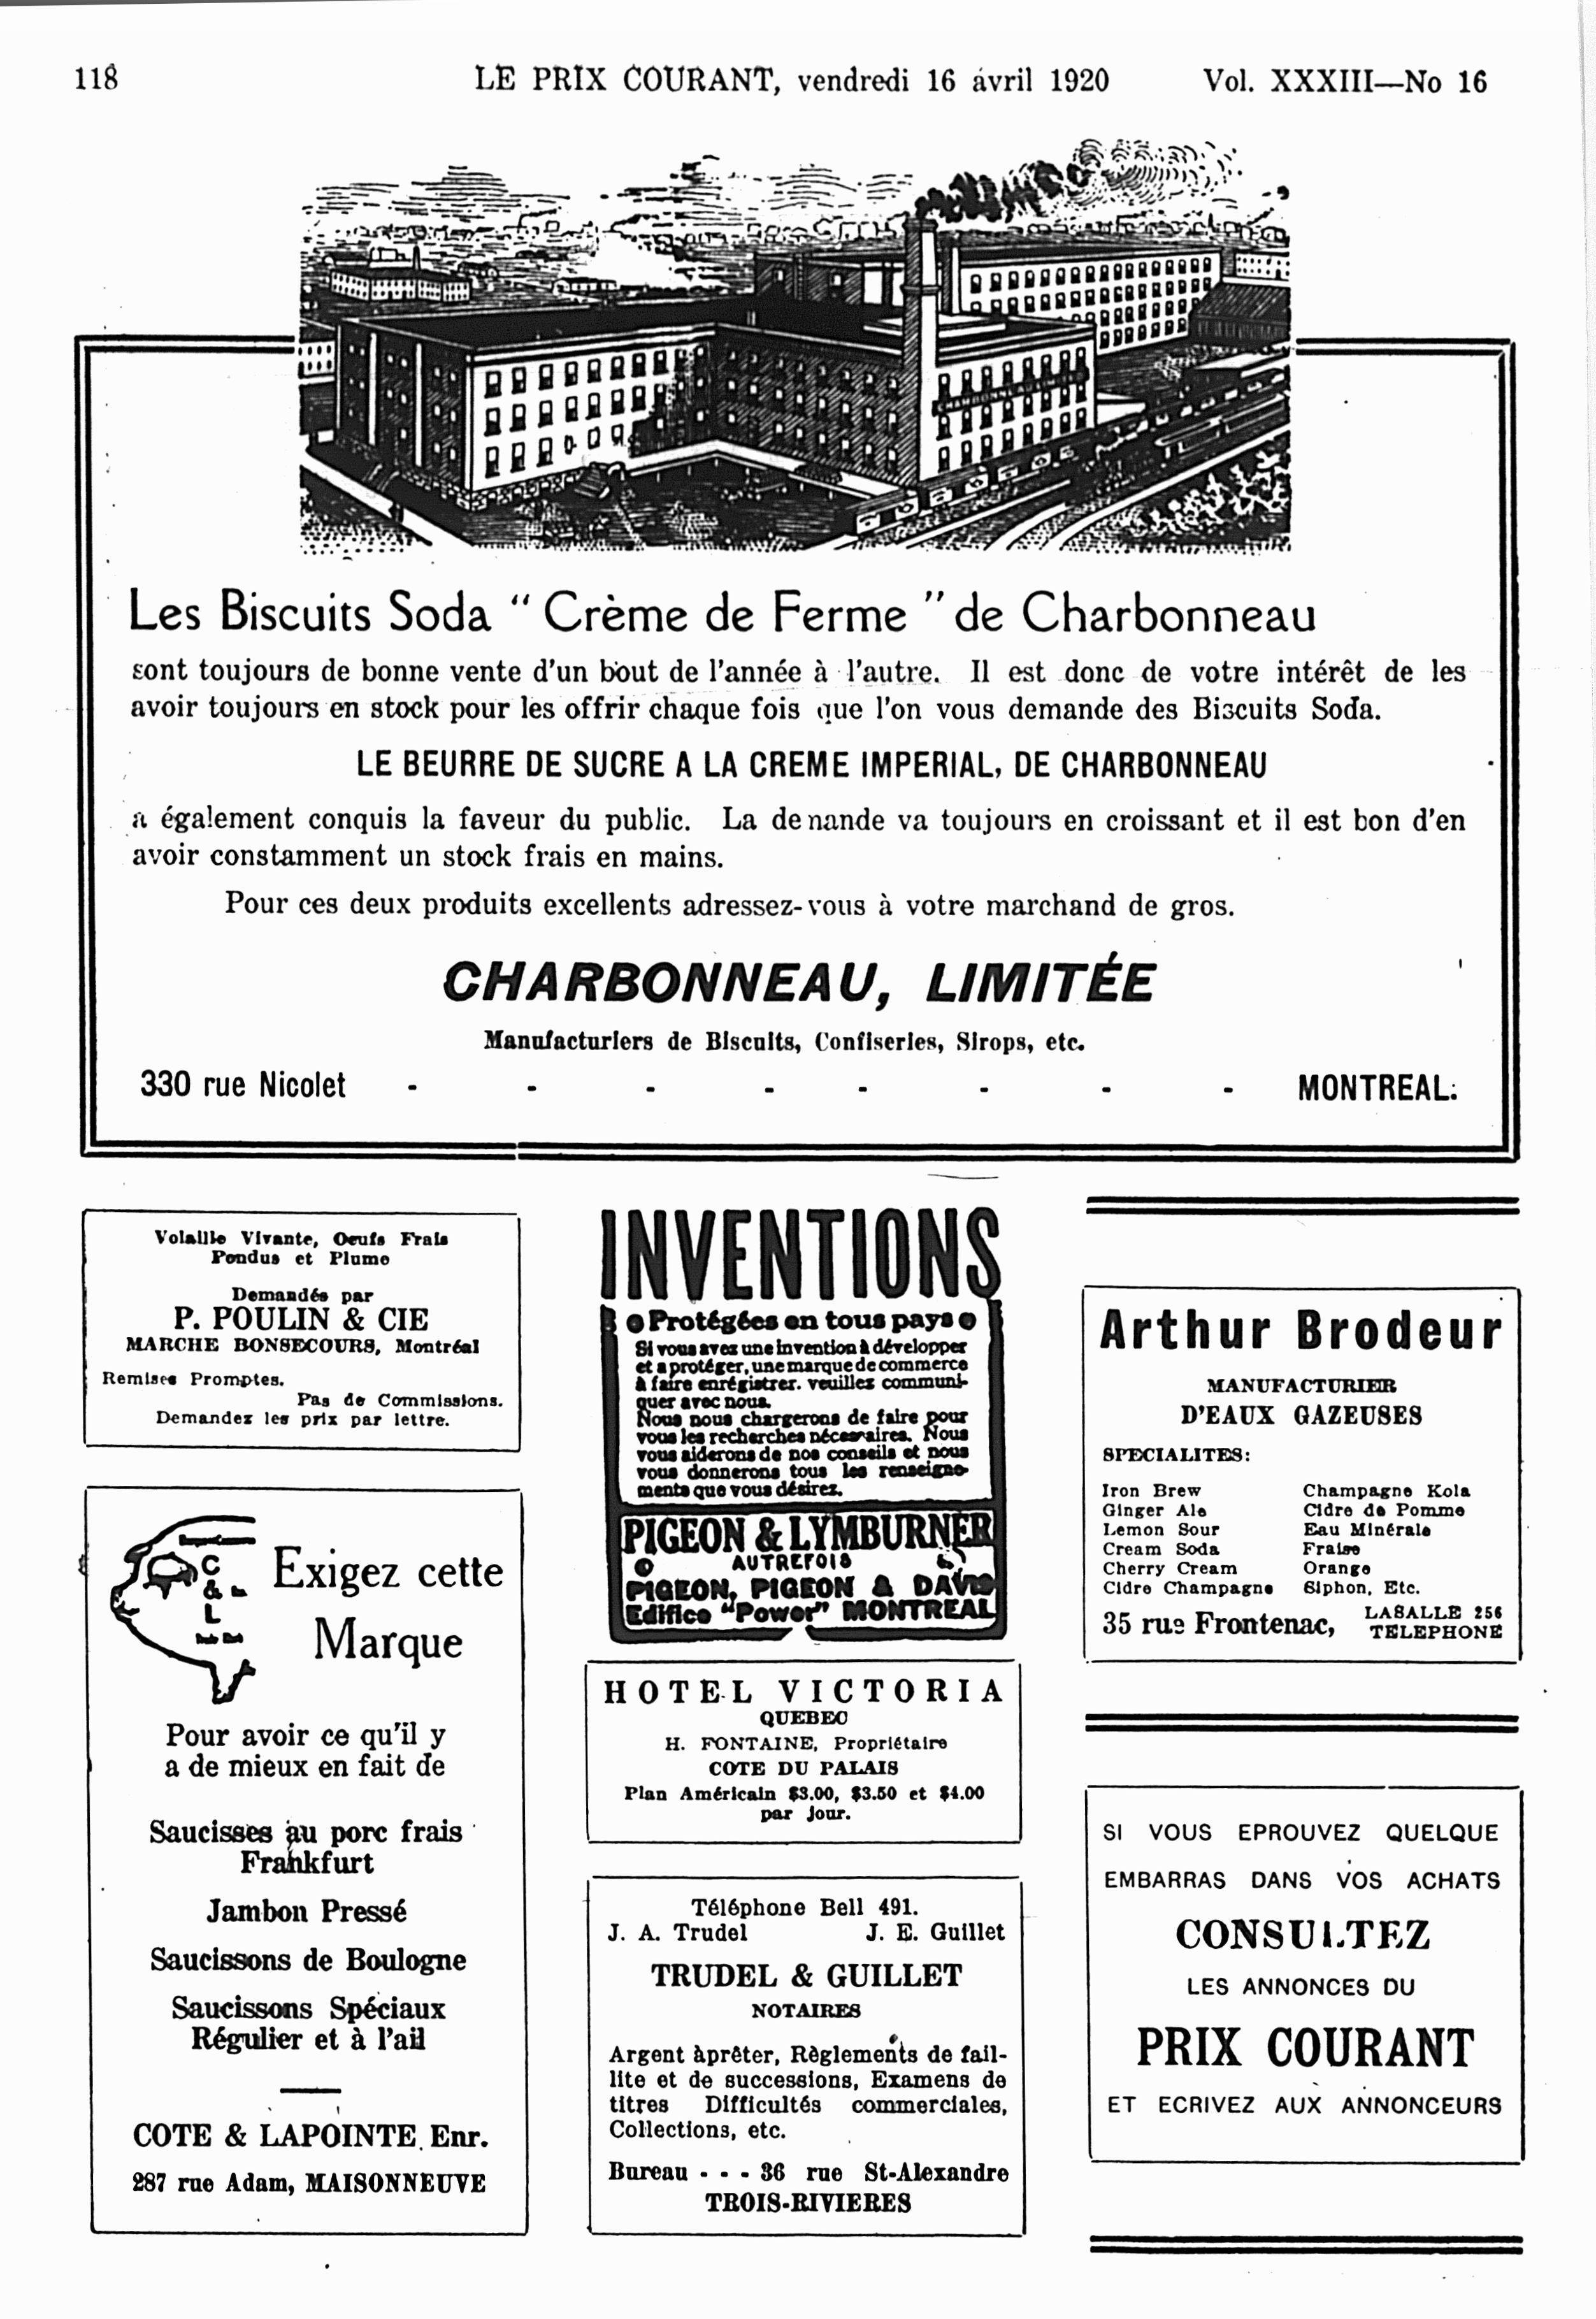 118
LE PRIX COURANT, vendredi 16 avril 1920
Vol. XXXIII—No 16
Les Biscuits Soda “ Crème de Ferme ” de Charbonneau
sont toujours de bonne vente d'un bout de l'année à l'autre. Il est donc de votre intérêt de les
avoir toujours en stock pour les offrir chaque fois que l'on vous demande des Biscuits Soda.
LE BEURRE DE SUCRE A LA CREME IMPERIAL, DE CHARBONNEAU
a également conquis la faveur du public. La demande va toujours en croissant et il est bon d'en
avoir constamment un stock frais en mains.
Pour ces deux produits excellents adressez-vous à votre marchand de gros.
CHARBONNEAU, LIMITÉE
Manufacturiers de Biscuits, Confiseries, Sirops, etc.
330 rue Nicolet - - - - - - - - MONTREAL.
Volaille Vivante, Oeufs Frais
Pondus et Plume
Demandés par
P. POULIN & CIE
MARCHE BONSECOURS, Montréal
Remises Promptes.
Pas de Commissions.
Demandez les prix par lettre.
C
& 
L
Exigez cette
Marque
Pour avoir ce qu'il y
a de mieux en fait de
Saucisses au porc frais
Frankfurt
Jambon Pressé
Saucissons de Boulogne
Saucissons Spéciaux
Régulier et à l'ail
COTE & LAPOINTE Enr.
287 rue Adam, MAISONNEUVE
INVENTIONS
Protégées en tous pays
Si vous avez une invention à développer
et a protéger, une marque de commerce
à faire enrégistrer. veuillez communi-
quer avec nous.
Nous nous chargerons de faire pour
vous les recherches nécessaires. Nous
vous aiderons de nos conseils et nous
vous donnerons tous les renseigne-
ments que vous désirez.
PIGEON & LYMBURNER
AUTREFOIS
PIGEON, PIGEON & DAVIS
Edifice "Power" MONTREAL
HOTEL VICTORIA
QUEBEC
H. FONTAINE, Propriétaire
COTE DU PALAIS
Plan Américain $3.00, $3.50 et $4.00
par jour.
Téléphone Bell 491.
J. A. Trudel J. E. Guillet
TRUDEL & GUILLET
NOTAIRES
Argent àprêter, Règlements de fail-
lite et de successions, Examens de
titres Difficultés commerciales,
Collections, etc.
Bureau - - - 36 rue St-Alexandre
TROIS-RIVIERES
Arthur Brodeur
MANUFACTURIER
D'EAUX GAZEUSES
SPECIALITES:
Iron Brew Champagne Kola
Ginger Ale Cidre de Pomme
Lemon Sour Eau Minérale
Cream Soda Fraise
Cherry Cream Orange
Cidre Champagne Siphon, Etc.
35 rue Frontenac, LASALLE 256
TELEPHONE
SI VOUS EPROUVEZ QUELQUE
EMBARRAS DANS VOS ACHATS
CONSULTEZ
LES ANNONCES DU
PRIX COURANT
ET ECRIVEZ AUX ANNONCEURS